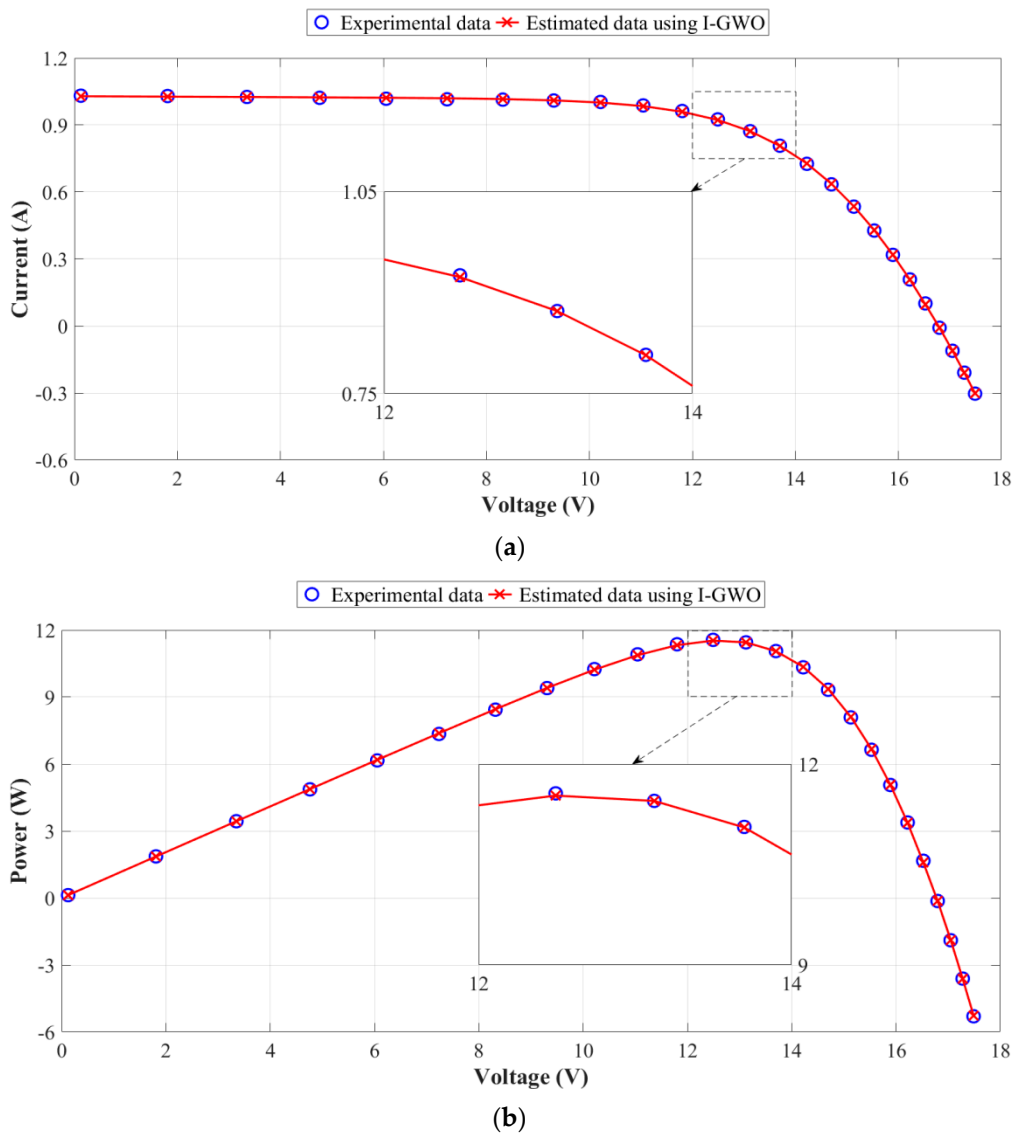 Experimental data Estimated data using I-GWO
1.2
0.9
0.6
0.3
0
-0.3
-0.6
Current (A)
1.05
0.75
12 14
0 2 4 6 8 10 12 14 16 18
Voltage (V)
(a)
Experimental data Estimated data using I-GWO
12
9
6
3
0
-3
-6
Power (W)
12
9
12 14
0 2 4 6 8 10 12 14 16 18
Voltage (V)
(b)